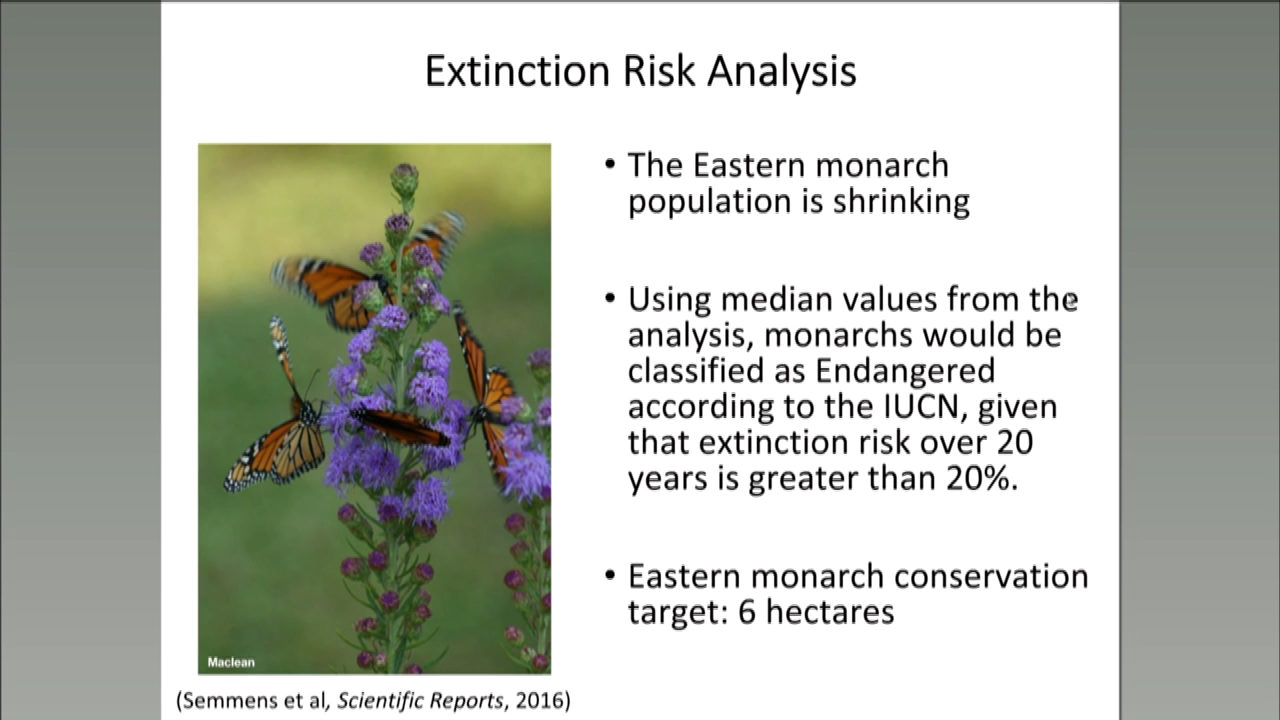 Extinction Risk Analysis
• The Eastern monarch
population is shrinking
• Using median values from the
analysis, monarchs would be
classified as Endangered
according to the IUCN, given
that extinction risk over 20
years is greater than 20%.
• Eastern monarch conservation
target: 6 hectares
Maclean
(Semmens et al, Scientific Reports, 2016)